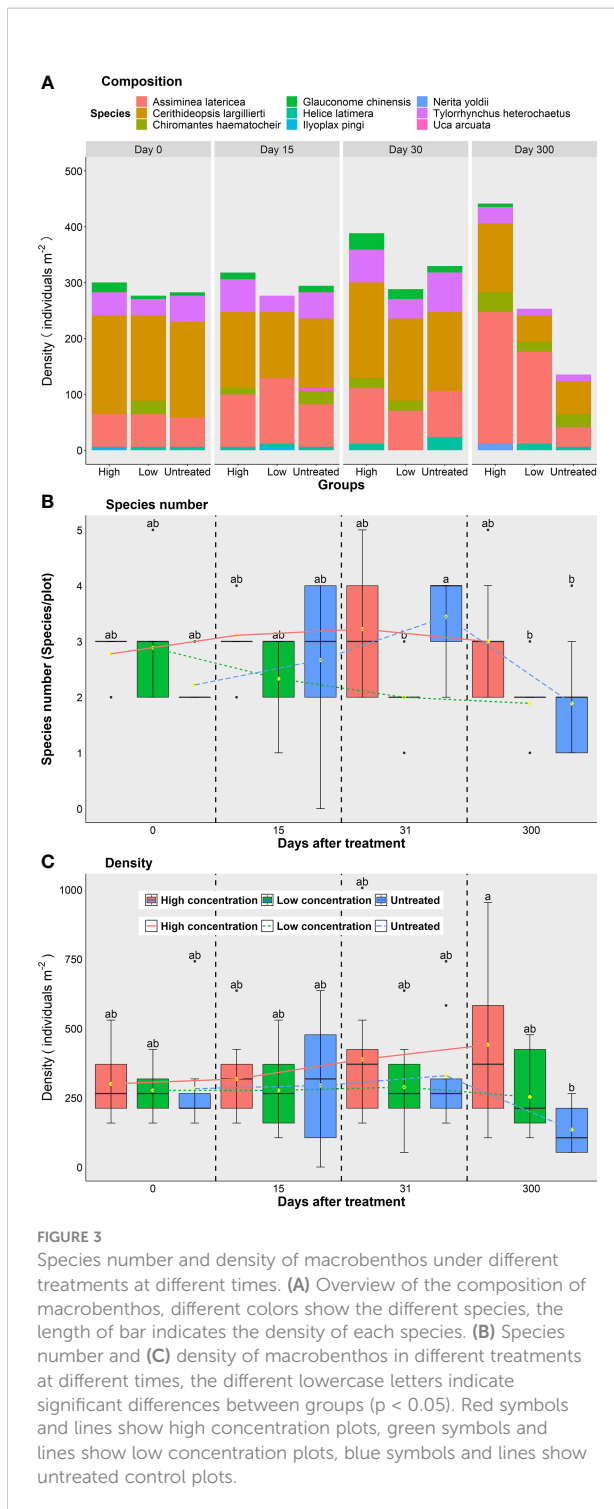 A Composition
Species
Assiminea latericea
Cerithideopsis largillierti
Chiromantes haematocheir
Glauconome chinensis
Helice latimera
Ilyoplax pingi
Nerita yoldii
Tylorrhynchus heterochaetus
Uca arcuata
Day 0 Day 15 Day 30 Day 300
Density ( individuals m-2)
500
400
300
200
100
0
High Low Untreated High Low Untreated High Low Untreated High Low Untreated
Groups
B Species number
Species number (Species/plot)
5
4
3
2
1
0
ab ab ab ab ab ab ab b a ab b b
0 15 31 300
Days after treatment
C Density
High concentration Low concentration Untreated
High concentration Low concentration Untreated
Density ( individuals m-2)
1000
750
500
250
0
ab ab ab ab ab ab ab ab ab a ab b
0 15 31 300
Days after treatment
FIGURE 3
Species number and density of macrobenthos under different
treatments at different times. (A) Overview of the composition of
macrobenthos, different colors show the different species, the
length of bar indicates the density of each species. (B) Species
number and (C) density of macrobenthos in different treatments
at different times, the different lowercase letters indicate
significant differences between groups (p < 0.05). Red symbols
and lines show high concentration plots, green symbols and
lines show low concentration plots, blue symbols and lines show
untreated control plots.